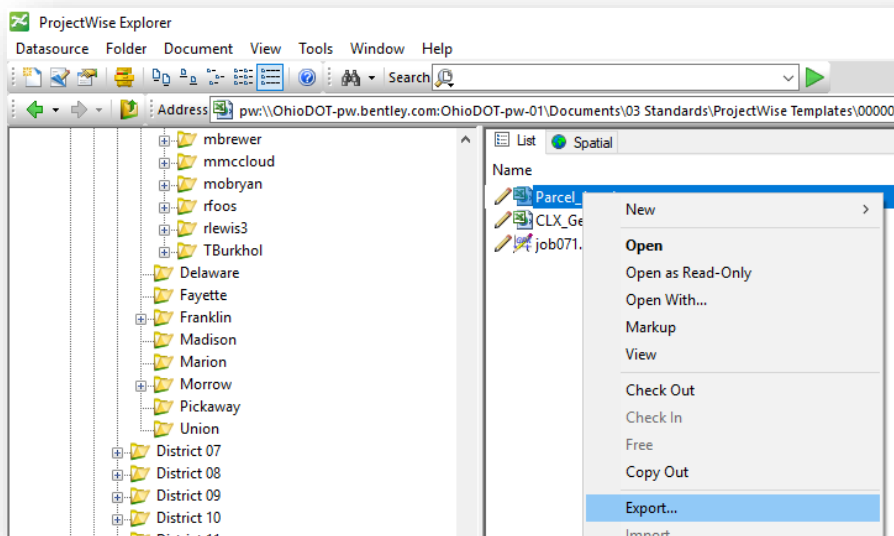 ProjectWise Explorer
Datasource Folder Document View Tools Window Help
Search
Address pw:\\OhioDOT-pw.bentley.com:OhioDOT-pw-01\Documents\03 Standards\ProjectWise Templates\00000
mbrewer
mmccloud
mobryan
rfoos
rlewis3
TBurkhol
Delaware
Fayette
Franklin
Madison
Marion
Morrow
Pickaway
Union
District 07
District 08
District 09
District 10
List Spatial
Name
Parcel_
CLX_Ge
job071.
New
Open
Open as Read-Only
Open With...
Markup
View
Check Out
Check In
Free
Copy Out
Export...
Import